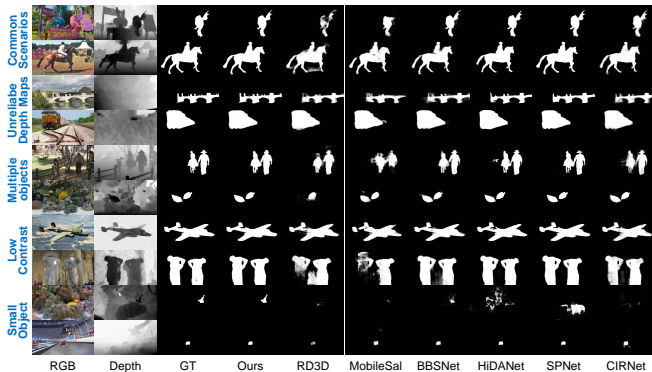 Common
Scenarios
Unreliabe
Depth Maps
Multiple
objects
Low
Contrast
Small
Object
RGB Depth GT Ours RD3D MobileSal BBSNet HiDANet SPNet CIRNet